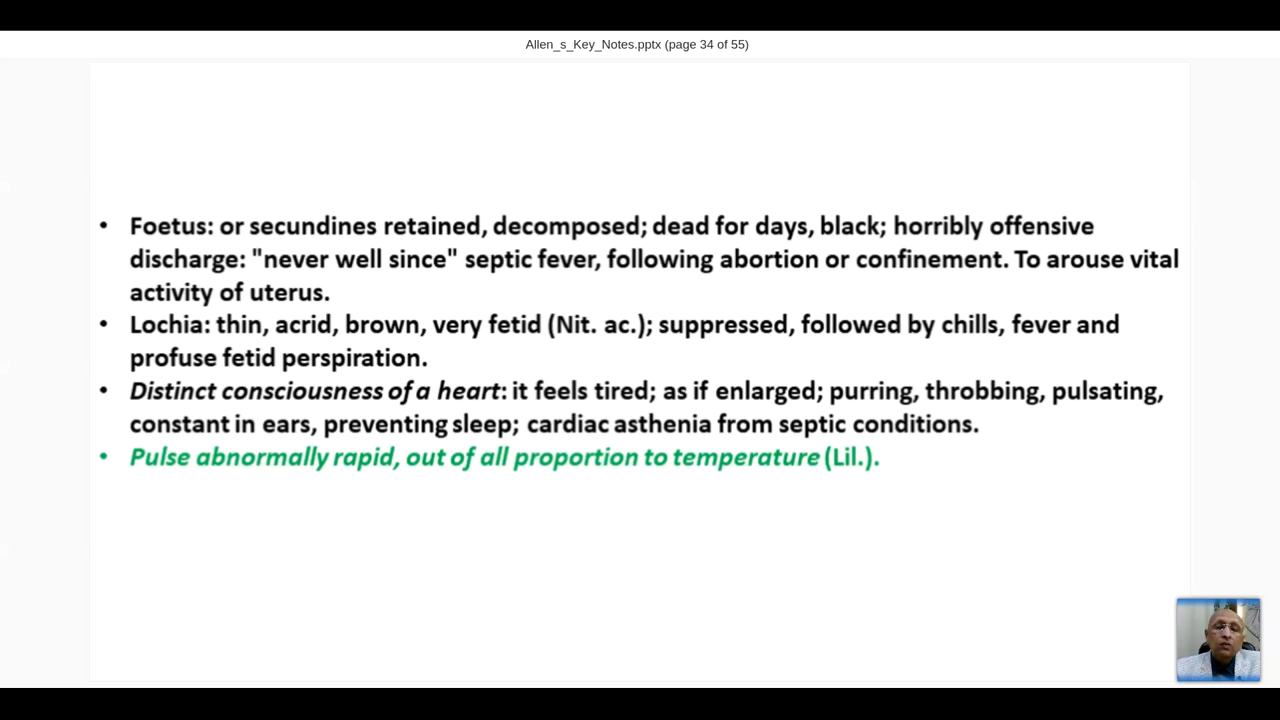 Allen_s_Key_Notes.pptx (page 34 of 55)
• Foetus: or secundines retained, decomposed; dead for days, black; horribly offensive
discharge: "never well since" septic fever, following abortion or confinement. To arouse vital
activity of uterus.
• Lochia: thin, acrid, brown, very fetid (Nit. ac.); suppressed, followed by chills, fever and
profuse fetid perspiration.
• Distinct consciousness of a heart: it feels tired; as if enlarged; purring, throbbing, pulsating,
constant in ears, preventing sleep; cardiac asthenia from septic conditions.
• Pulse abnormally rapid, out of all proportion to temperature (Lil.).